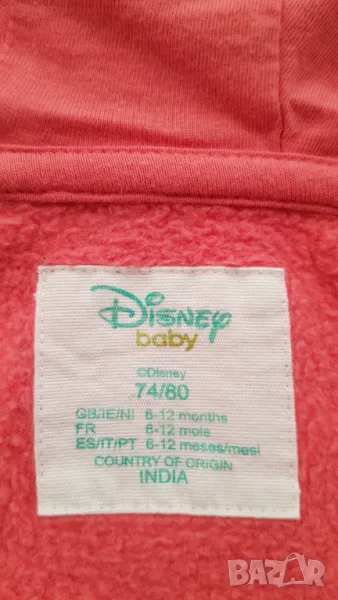 Disney
baby
©Disney
74/80
GB/IE/NI 6-12 months
FR 6-12 mois
ES/IT/PT 6-12 meses/mesi
COUNTRY OF ORIGIN
INDIA
BAZAR